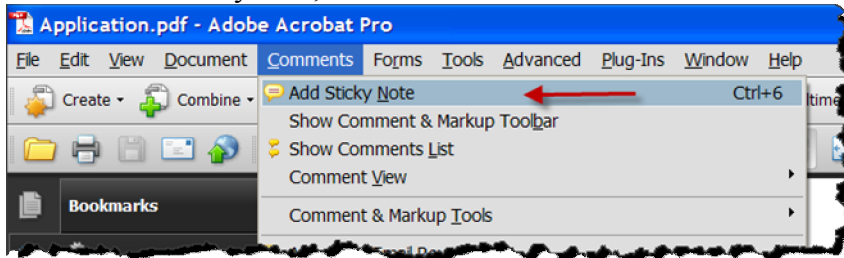 Application.pdf - Adobe Acrobat Pro
File Edit View Document Comments Forms Tools Advanced Plug-Ins Window Help
Create Combine
Add Sticky Note Ctrl+6
Show Comment & Markup Toolbar
Show Comments List
Comment View
Bookmarks
Comment & Markup Tools